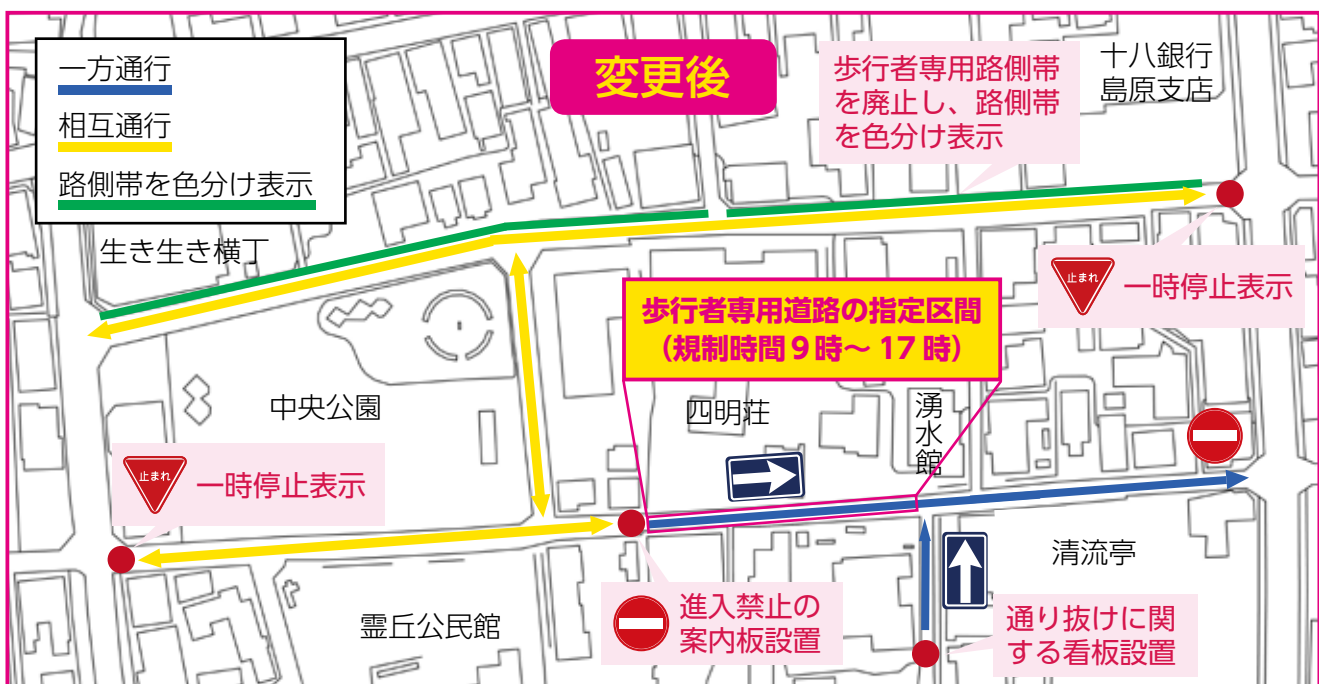 一方通行
相互通行
路側帯を色分け表示
変更後
歩行者専用路側帯
を廃止し、路側帯
を色分け表示
十八銀行
島原支店
生き生き横丁
止まれ
一時停止表示
歩行者専用道路の指定区間
(規制時間9時～17時)
中央公園
四明荘
湧水館
止まれ
一時停止表示
清流亭
霊丘公民館
進入禁止の
案内板設置
通り抜けに関
する看板設置